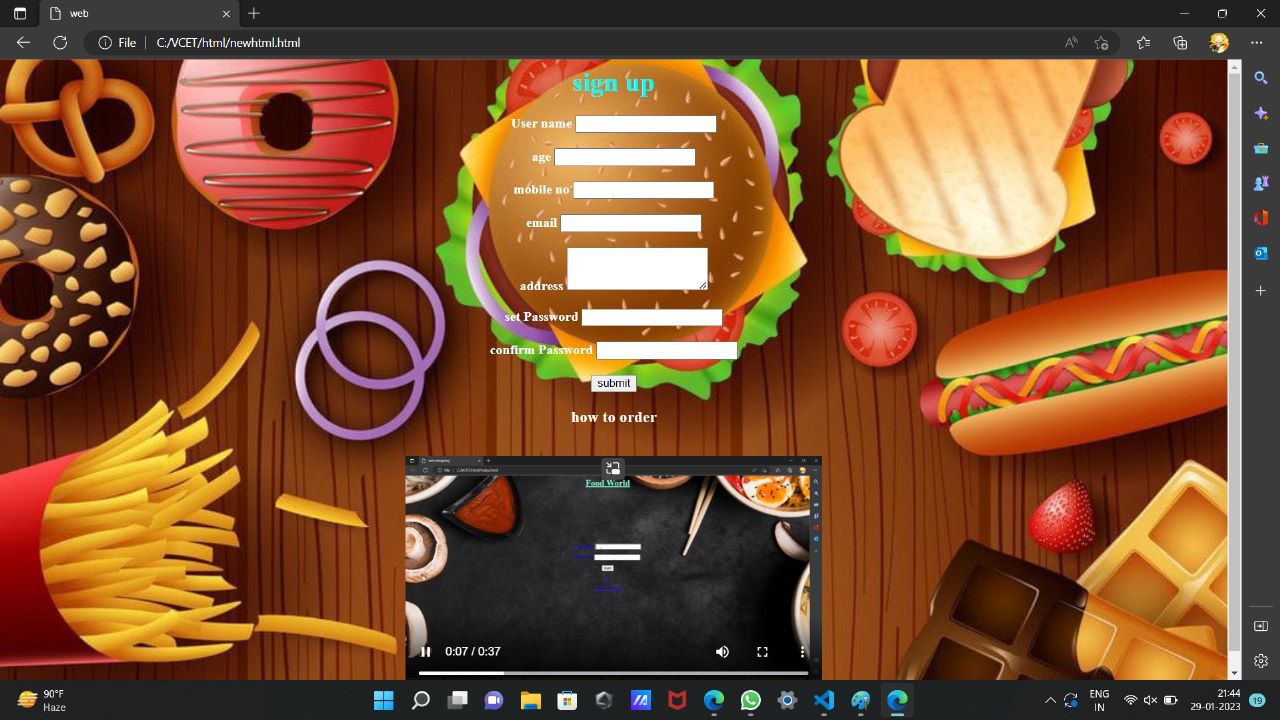 web
File
C:/VCET/html/newhtml.html
sign up
User name
age
mobile no
email
address
set Password
confirm Password
submit
how to order
Food World
0:07 / 0:37
90°F
Haze
ENG
IN
21:44
29-01-2023
19